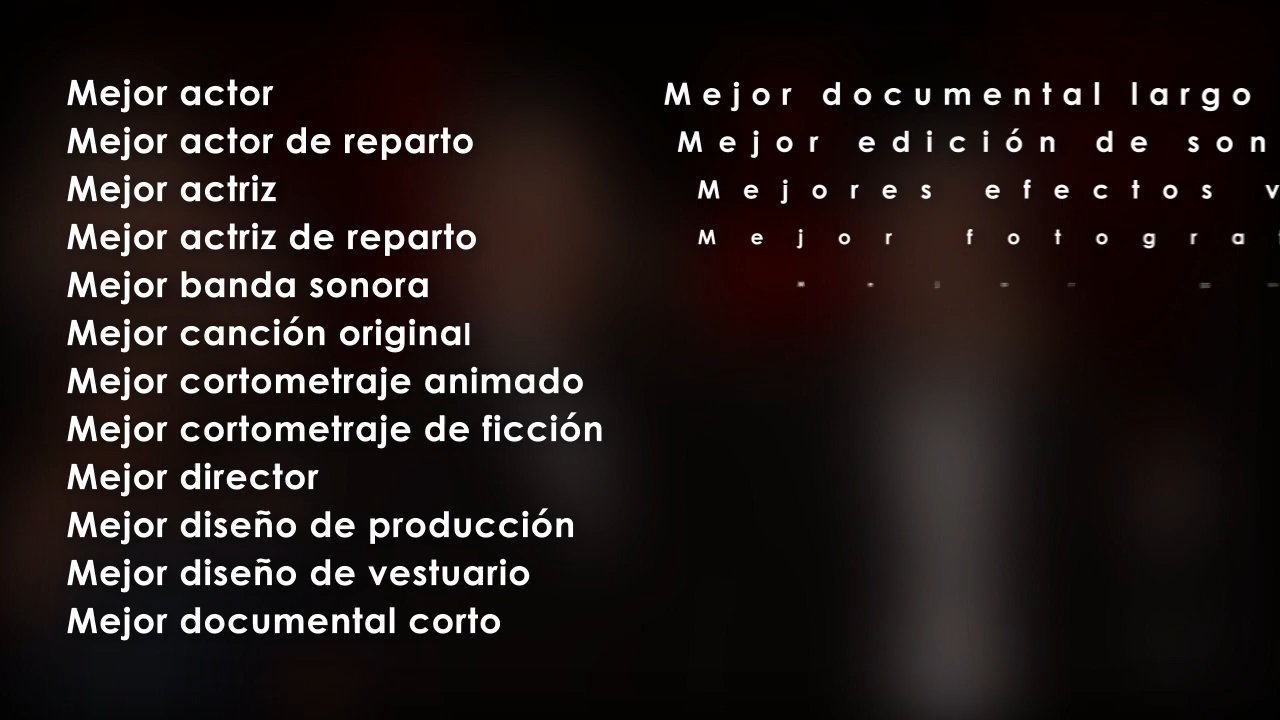 Mejor actor
Mejor actor de reparto
Mejor actriz
Mejor actriz de reparto
Mejor banda sonora
Mejor canción original
Mejor cortometraje animado
Mejor cortometraje de ficción
Mejor director
Mejor diseño de producción
Mejor diseño de vestuario
Mejor documental corto
Mejor documental largo
Mejor edición de son
Mejores efectos v
Mejor